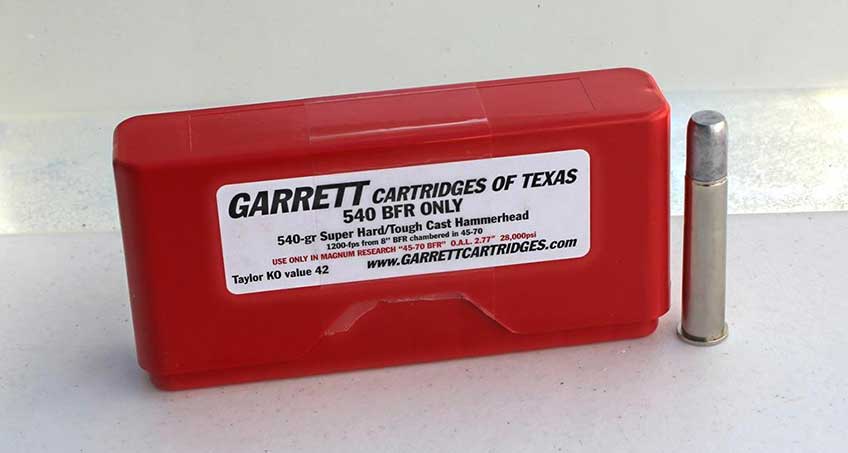 GARRETT CARTRIDGES OF TEXAS
540 BFR ONLY
540-gr Super Hard/Tough Cast Hammerhead
1200-fps from 8" BFR chambered in 45-70
USE ONLY IN MAGNUM RESEARCH "45-70 BFR" O.A.L. 2.77" 28,000psi
Taylor KO value 42 www.GARRETTCARTRIDGES.com